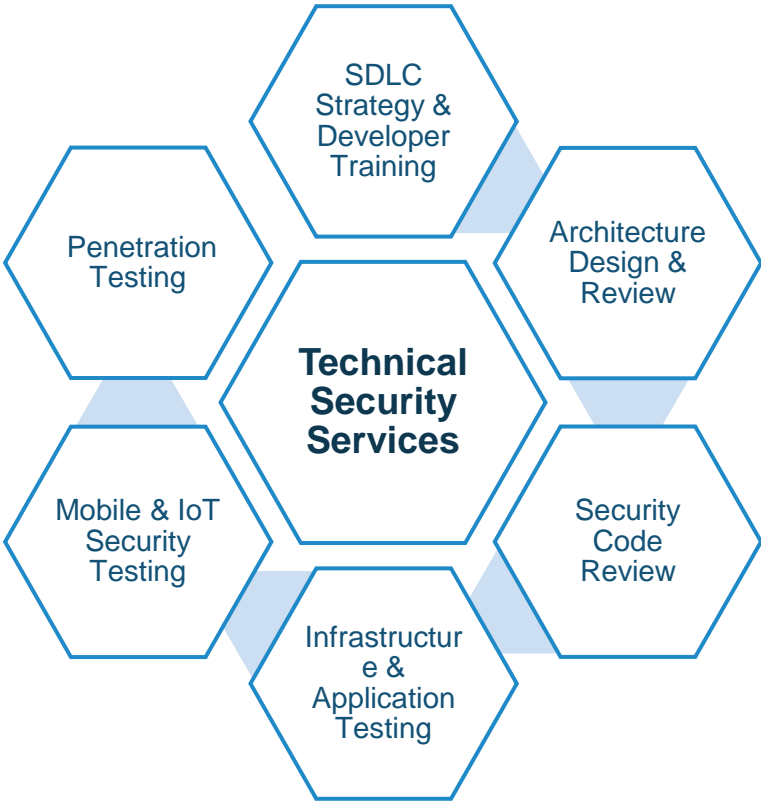 SDLC
Strategy &
Developer
Training
Architecture
Design &
Review
Security
Code
Review
Infrastructur
e &
Application
Testing
Mobile & IoT
Security
Testing
Penetration
Testing
Technical
Security
Services